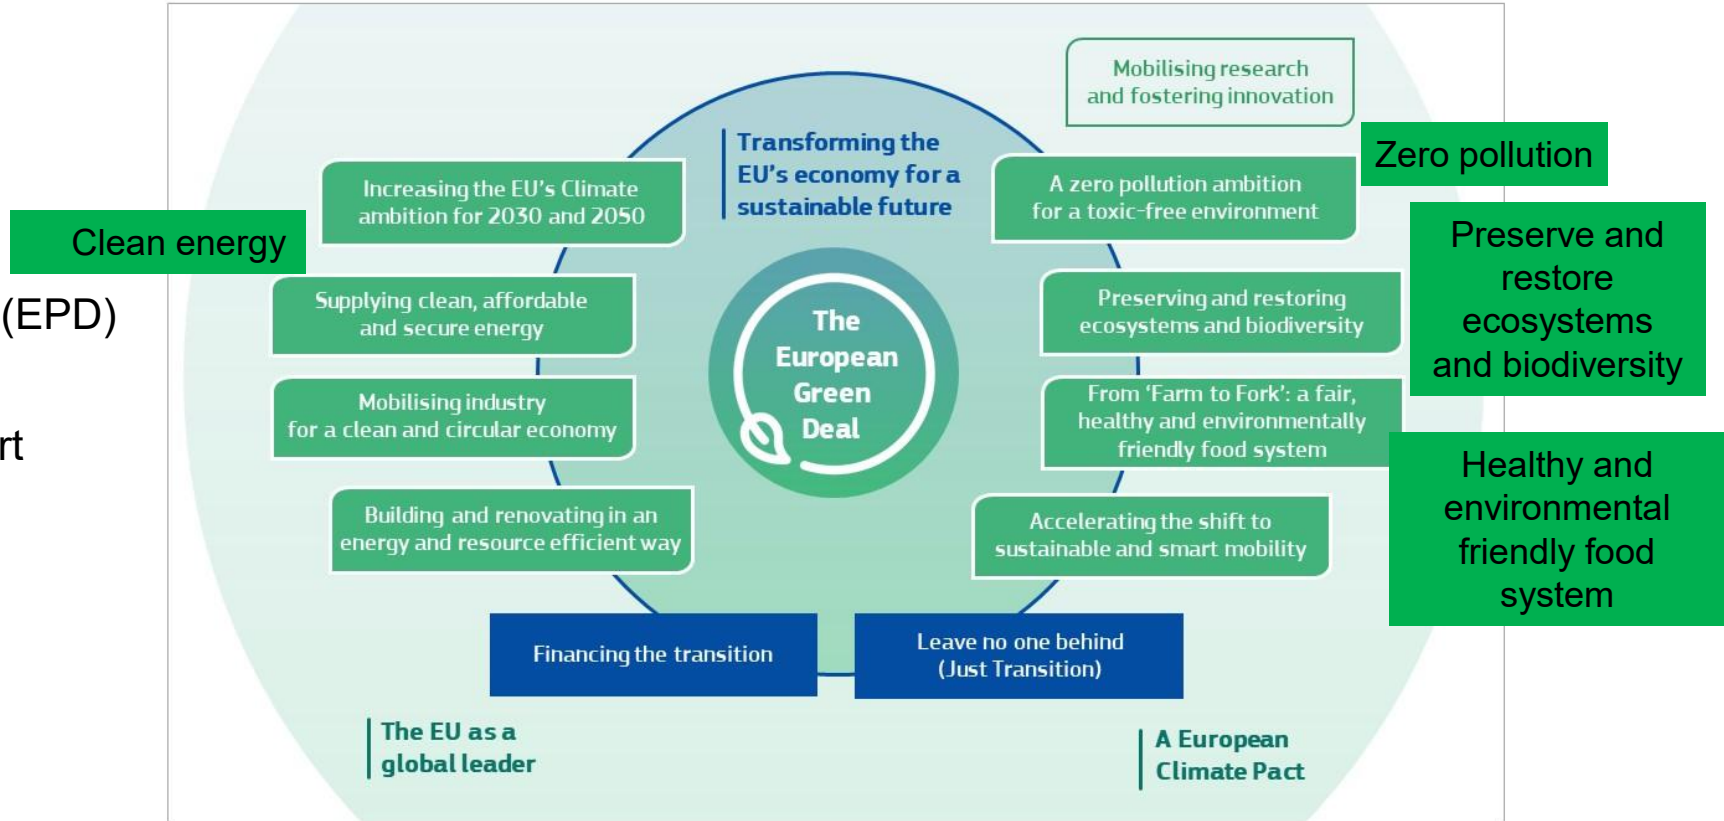 Mobilising research
and fostering innovation
Transforming the
EU's economy for a
sustainable future
Increasing the EU's Climate
ambition for 2030 and 2050
A zero pollution ambition
for a toxic-free environment
Zero pollution
Clean energy
(EPD)
Supplying clean, affordable
and secure energy
The
European
Green
Deal
Preserving and restoring
ecosystems and biodiversity
Preserve and
restore
ecosystems
and biodiversity
Mobilising industry
for a clean and circular economy
rt
From 'Farm to Fork': a fair,
healthy and environmentally
friendly food system
Healthy and
environmental
friendly food
system
Building and renovating in an
energy and resource efficient way
Accelerating the shift to
sustainable and smart mobility
Financing the transition
Leave no one behind
(Just Transition)
The EU as a
global leader
A European
Climate Pact